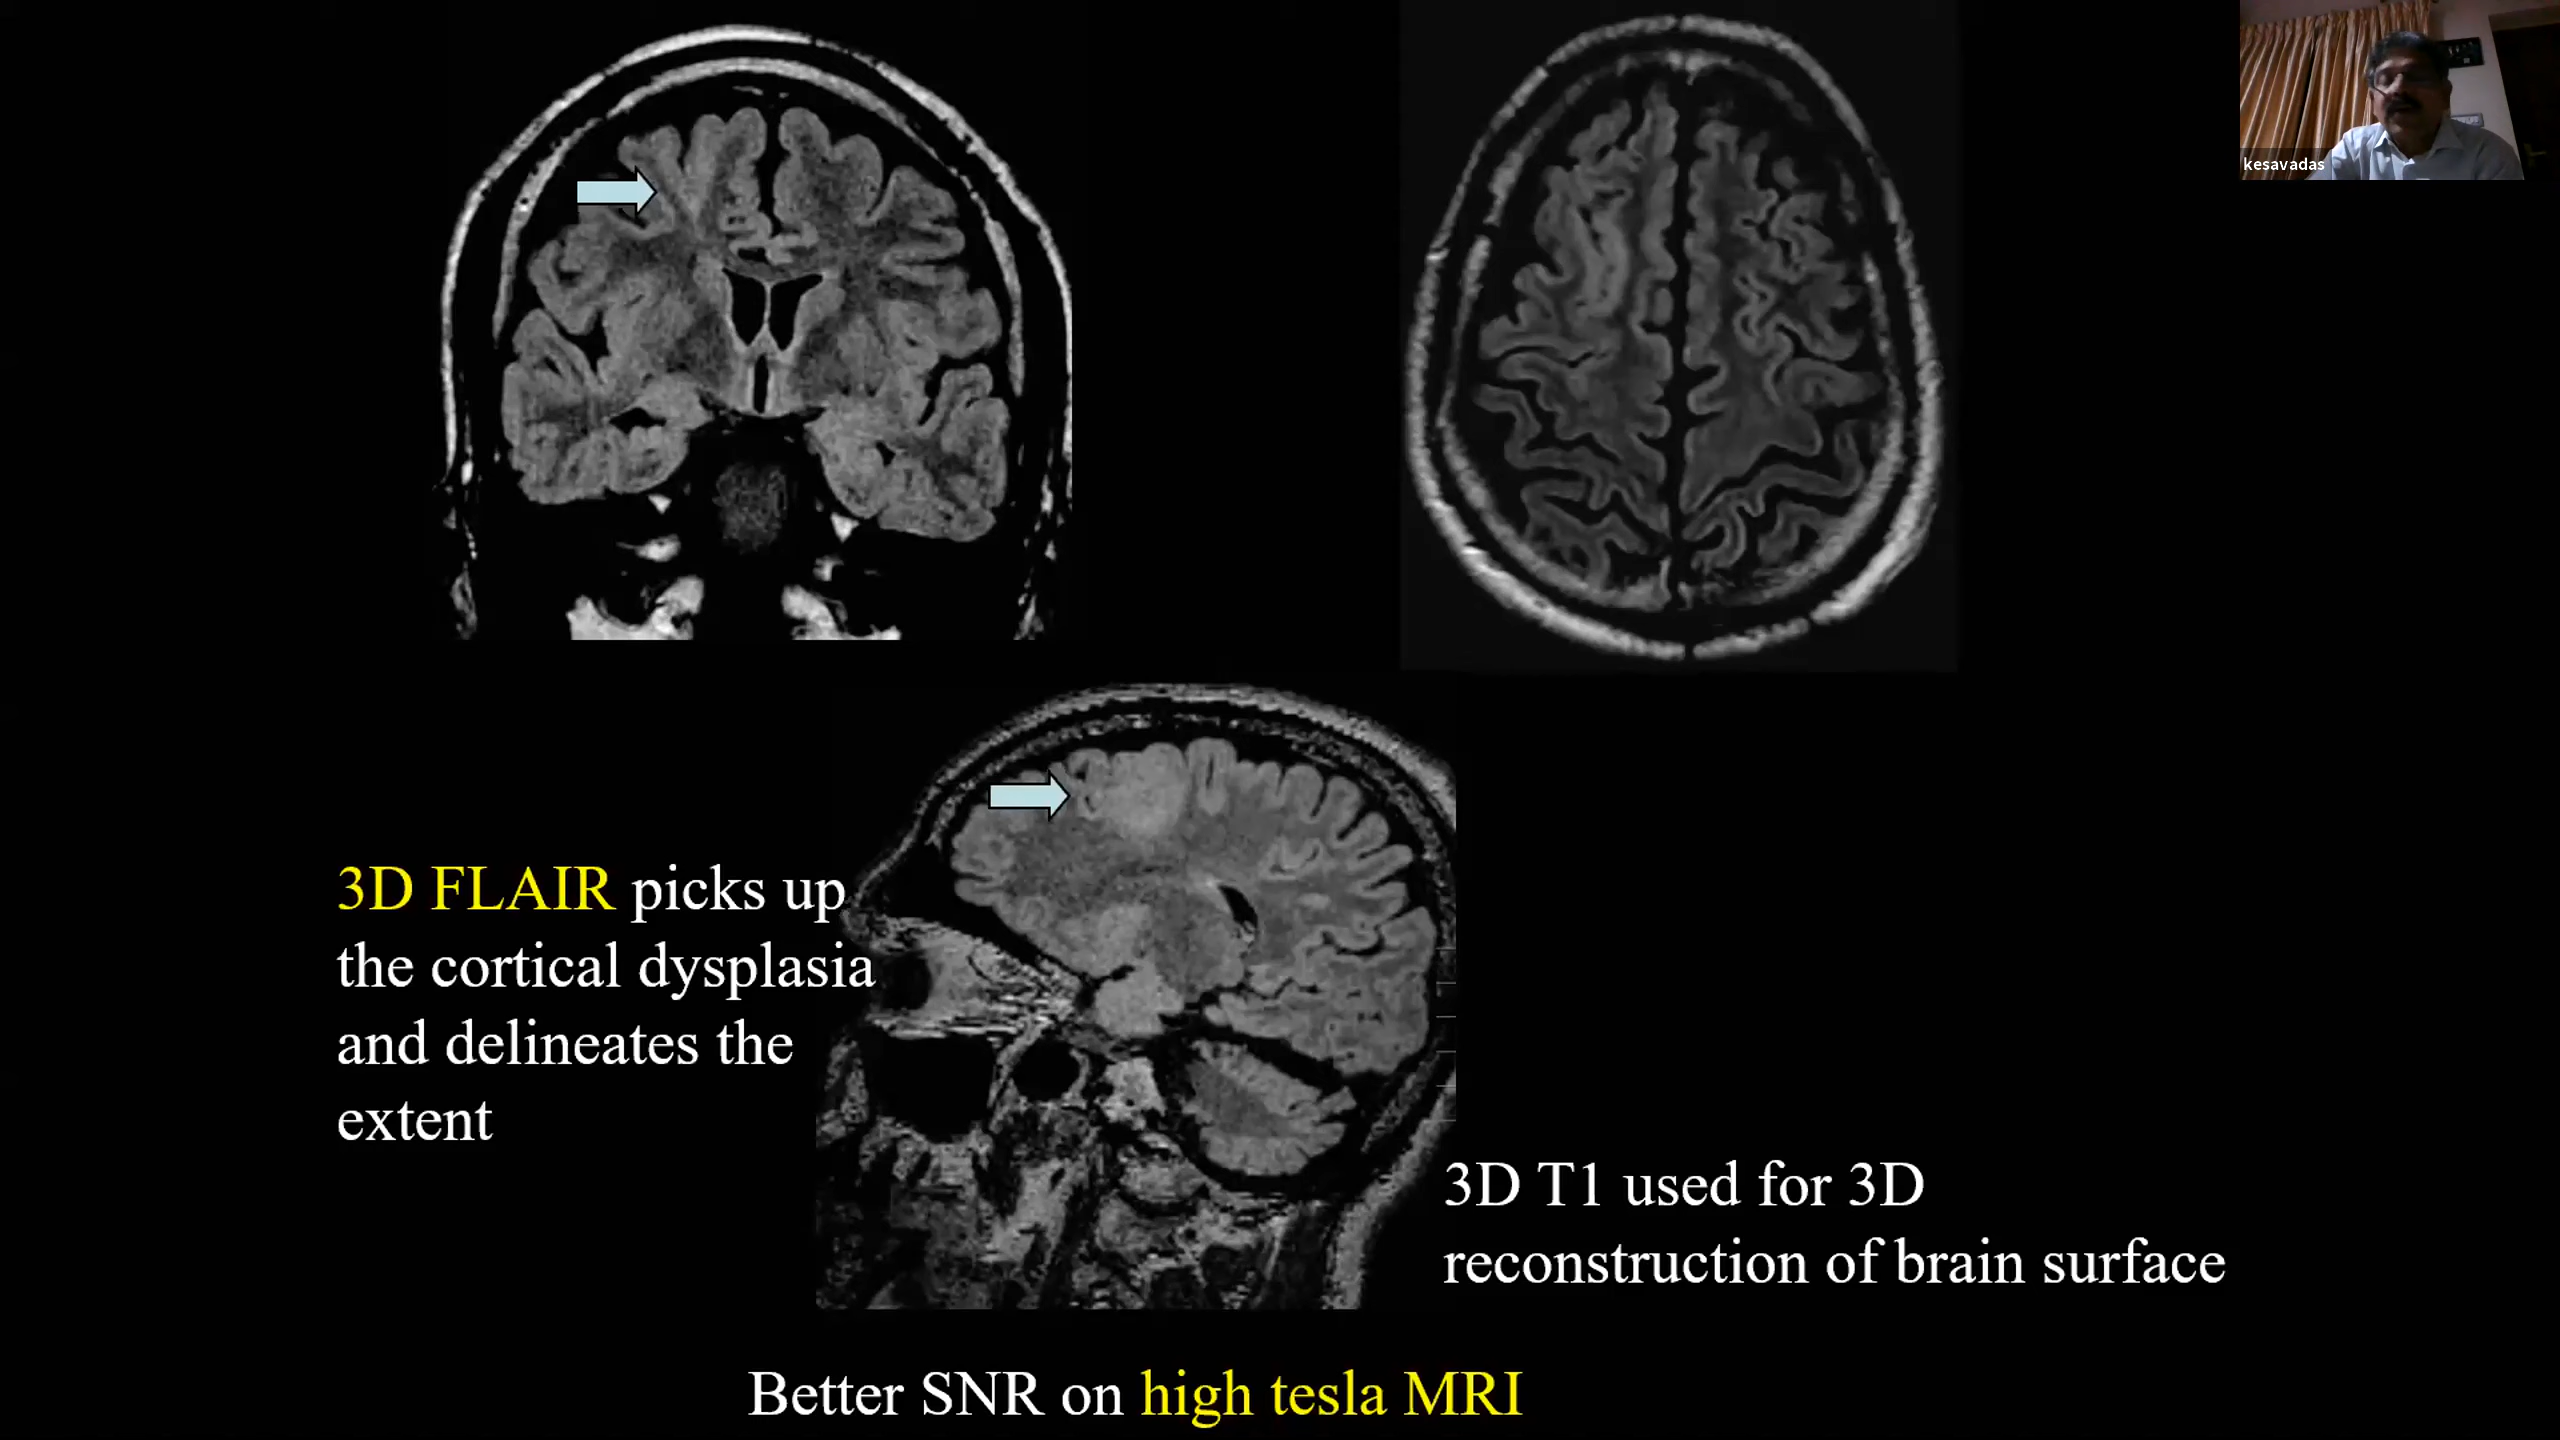 kesavadas
3D FLAIR picks up
the cortical dysplasia
and delineates the
extent
3D T1 used for 3D
reconstruction of brain surface
Better SNR on high tesla MRI